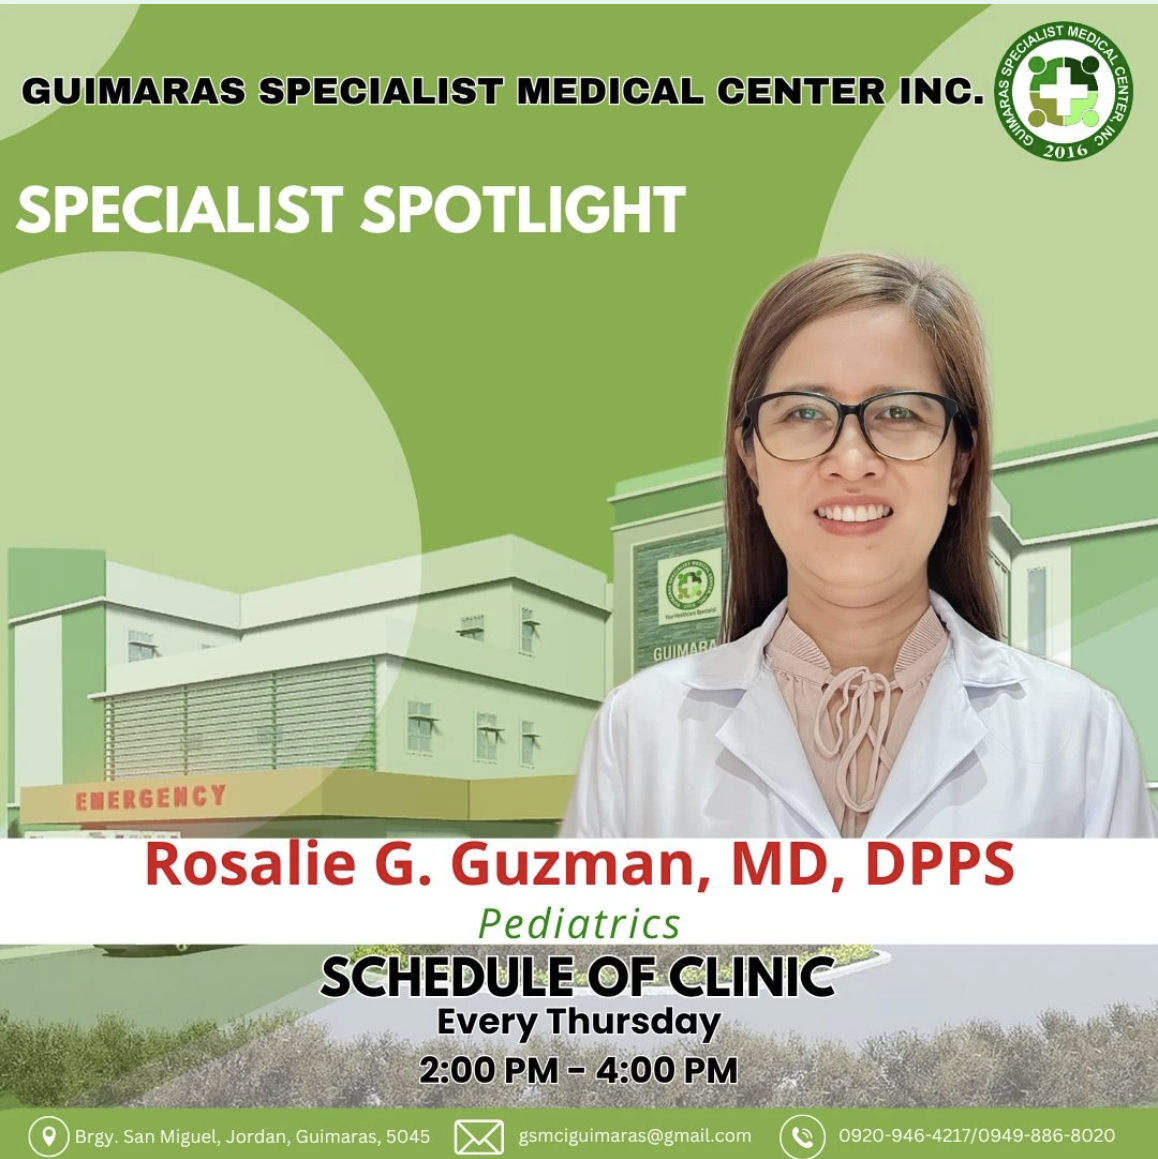 GUIMARAS SPECIALIST MEDICAL CENTER INC.
GUIMARAS SPECIALIST MEDICAL CENTER, INC
2016
SPECIALIST SPOTLIGHT
GUIMARA
EMERGENCY
Rosalie G. Guzman, MD, DPPS
Pediatrics
SCHEDULE OF CLINIC
Every Thursday
2:00 PM – 4:00 PM
Brgy. San Miguel, Jordan, Guimaras, 5045
gsmciguimaras@gmail.com
0920-946-4217/0949-886-8020